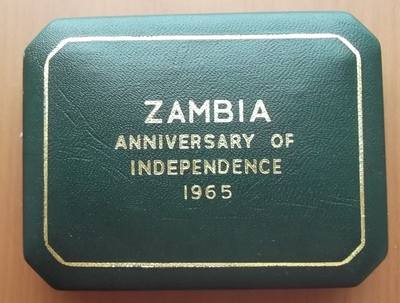 ZAMBIA
ANNIVERSARY OF
INDEPENDENCE
1965